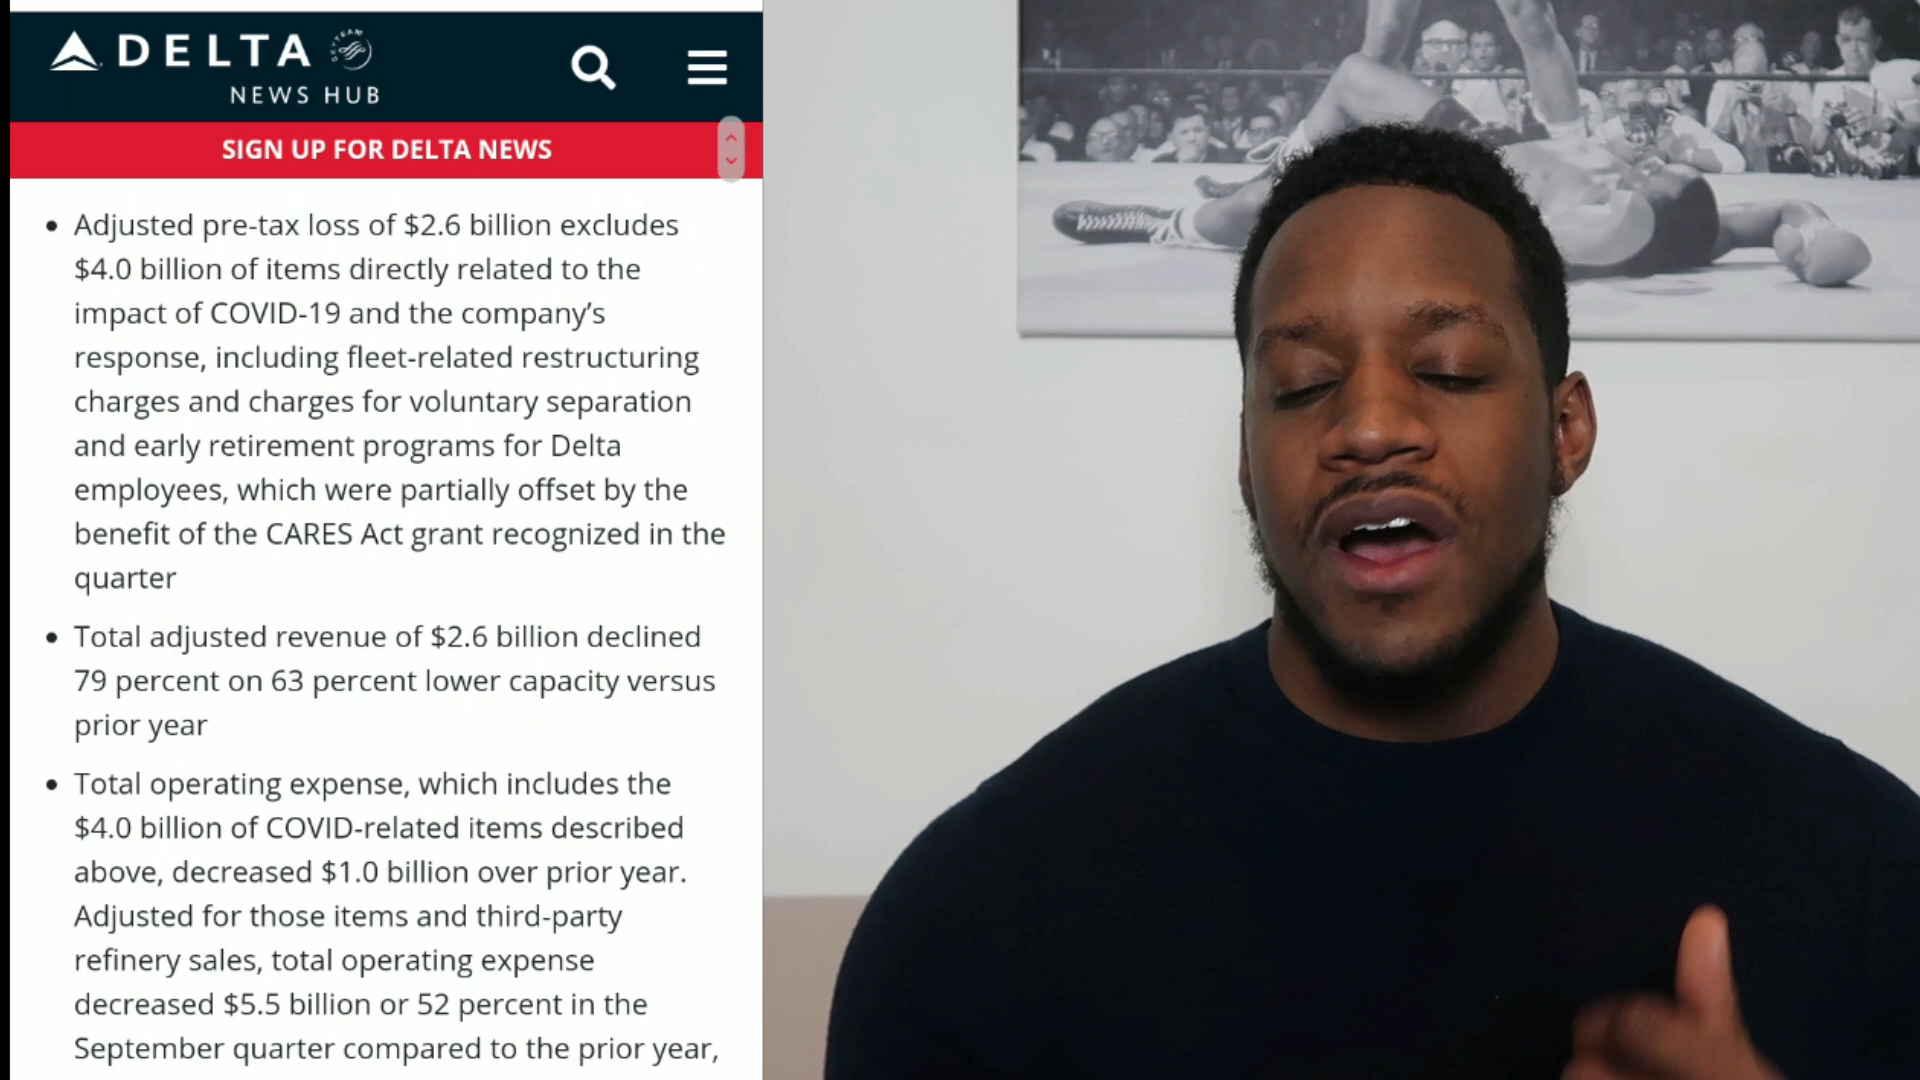 DELTA
SKYTEAM
NEWS HUB
SIGN UP FOR DELTA NEWS
• Adjusted pre-tax loss of $2.6 billion excludes
$4.0 billion of items directly related to the
impact of COVID-19 and the company’s
response, including fleet-related restructuring
charges and charges for voluntary separation
and early retirement programs for Delta
employees, which were partially offset by the
benefit of the CARES Act grant recognized in the
quarter
• Total adjusted revenue of $2.6 billion declined
79 percent on 63 percent lower capacity versus
prior year
• Total operating expense, which includes the
$4.0 billion of COVID-related items described
above, decreased $1.0 billion over prior year.
Adjusted for those items and third-party
refinery sales, total operating expense
decreased $5.5 billion or 52 percent in the
September quarter compared to the prior year,